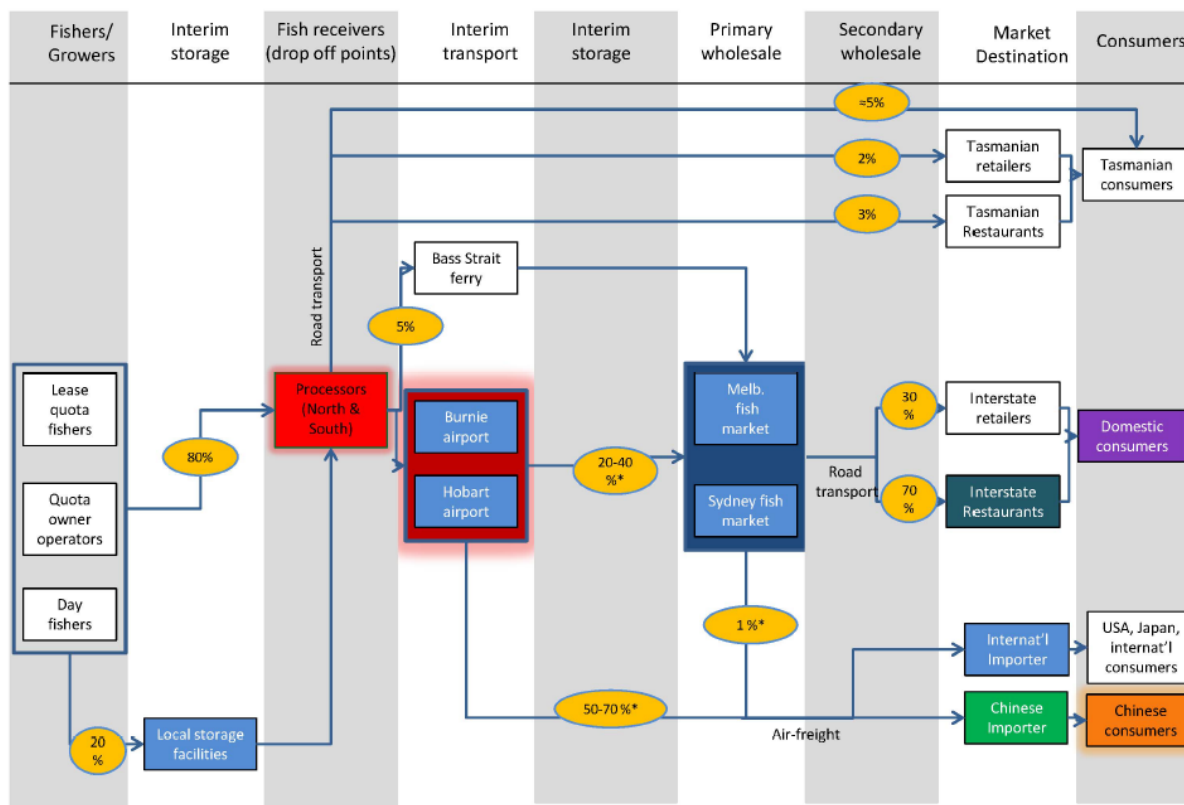 Fishers/
Growers
Interim
storage
Fish receivers
(drop off points)
Interim
transport
Interim
storage
Primary
wholesale
Secondary
wholesale
Market
Destination
Consumers
≈5%
2%
Tasmanian
retailers
Tasmanian
consumers
3%
Tasmanian
Restaurants
Road transport
Bass Strait
ferry
5%
Lease
quota
fishers
80%
Quota
owner
operators
Day
fishers
20
%
Local storage
facilities
Processors
(North &
South)
Burnie
airport
Hobart
airport
20-40
%*
Melb.
fish
market
Sydney fish
market
Road
transport
30
%
70
%
Interstate
retailers
Interstate
Restaurants
Domestic
consumers
1 %*
50-70 %*
Air-freight
Internat'l
Importer
USA, Japan,
internat'l
consumers
Chinese
Importer
Chinese
consumers